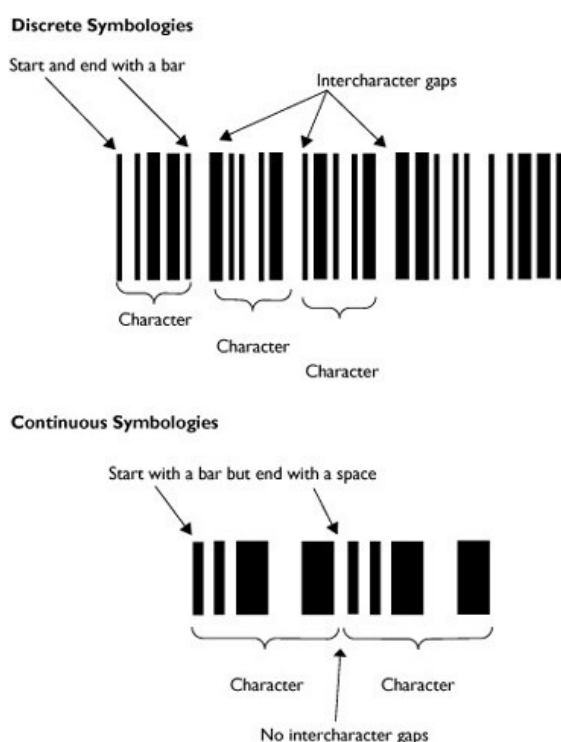 Discrete Symbologies
Start and end with a bar
Intercharacter gaps
Character
Character
Character
Continuous Symbologies
Start with a bar but end with a space
Character
Character
No intercharacter gaps